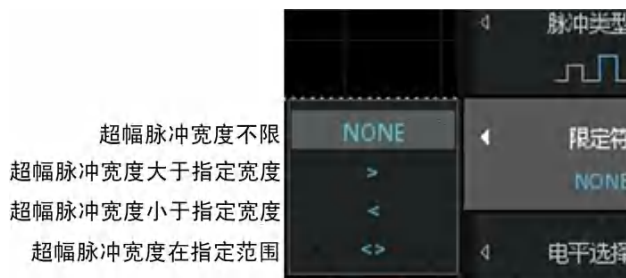 脉冲类型
超幅脉冲宽度不限
NONE
限定符
超幅脉冲宽度大于指定宽度
>
NONE
超幅脉冲宽度小于指定宽度
<
超幅脉冲宽度在指定范围
<>
电平选择